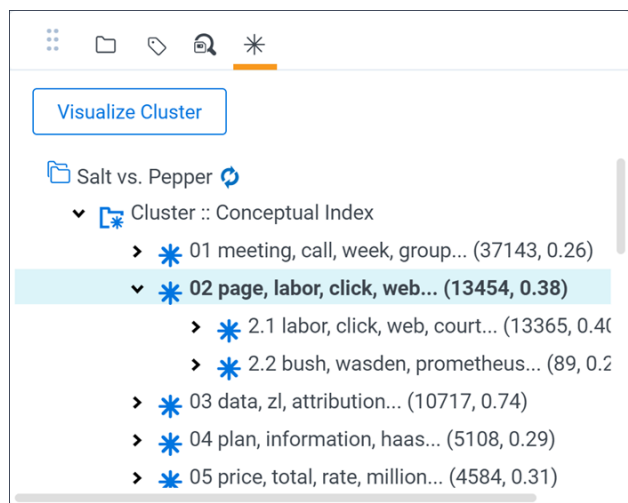 Visualize Cluster
Salt vs. Pepper
Cluster :: Conceptual Index
01 meeting, call, week, group... (37143, 0.26)
02 page, labor, click, web... (13454, 0.38)
2.1 labor, click, web, court... (13365, 0.40
2.2 bush, wasden, prometheus... (89, 0.2
03 data, zl, attribution... (10717, 0.74)
04 plan, information, haas... (5108, 0.29)
05 price, total, rate, million... (4584, 0.31)